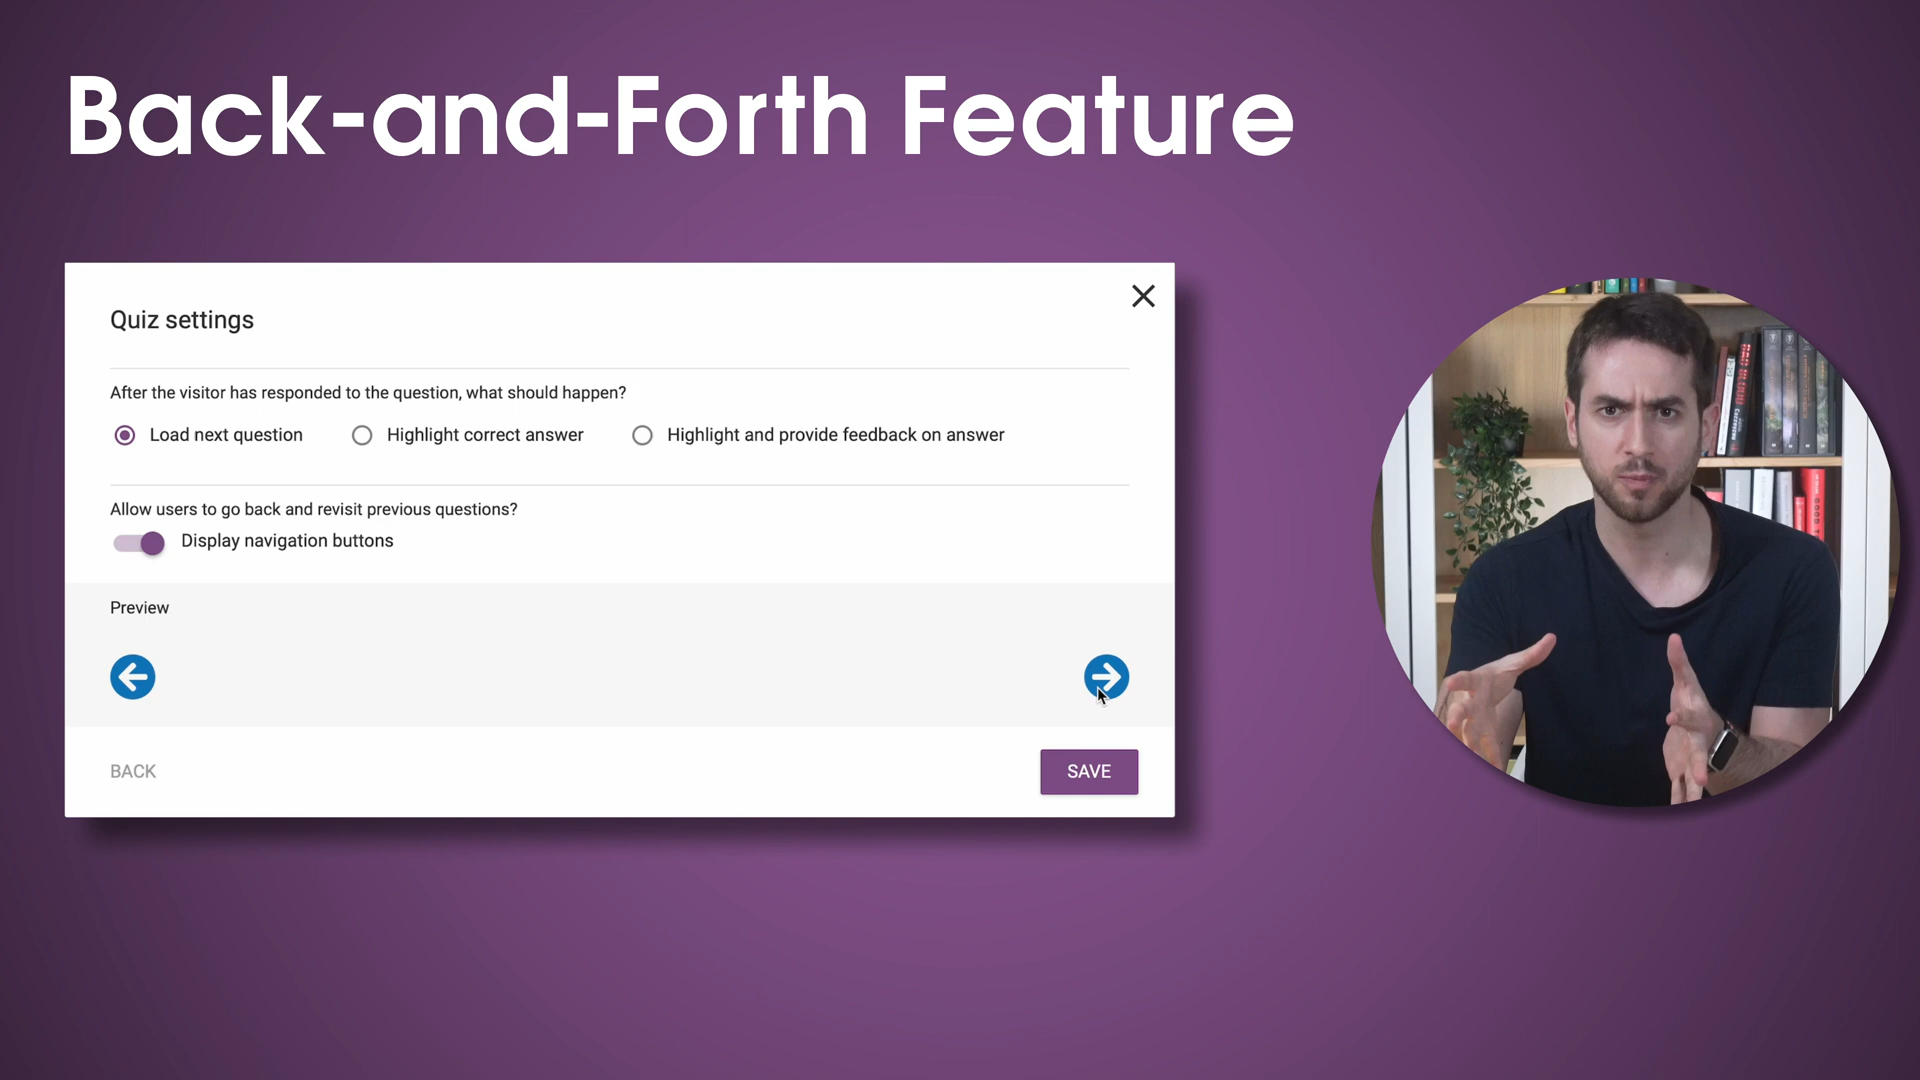 Back-and-Forth Feature
Quiz settings
After the visitor has responded to the question, what should happen?
Load next question Highlight correct answer Highlight and provide feedback on answer
Allow users to go back and revisit previous questions?
Display navigation buttons
Preview
BACK SAVE